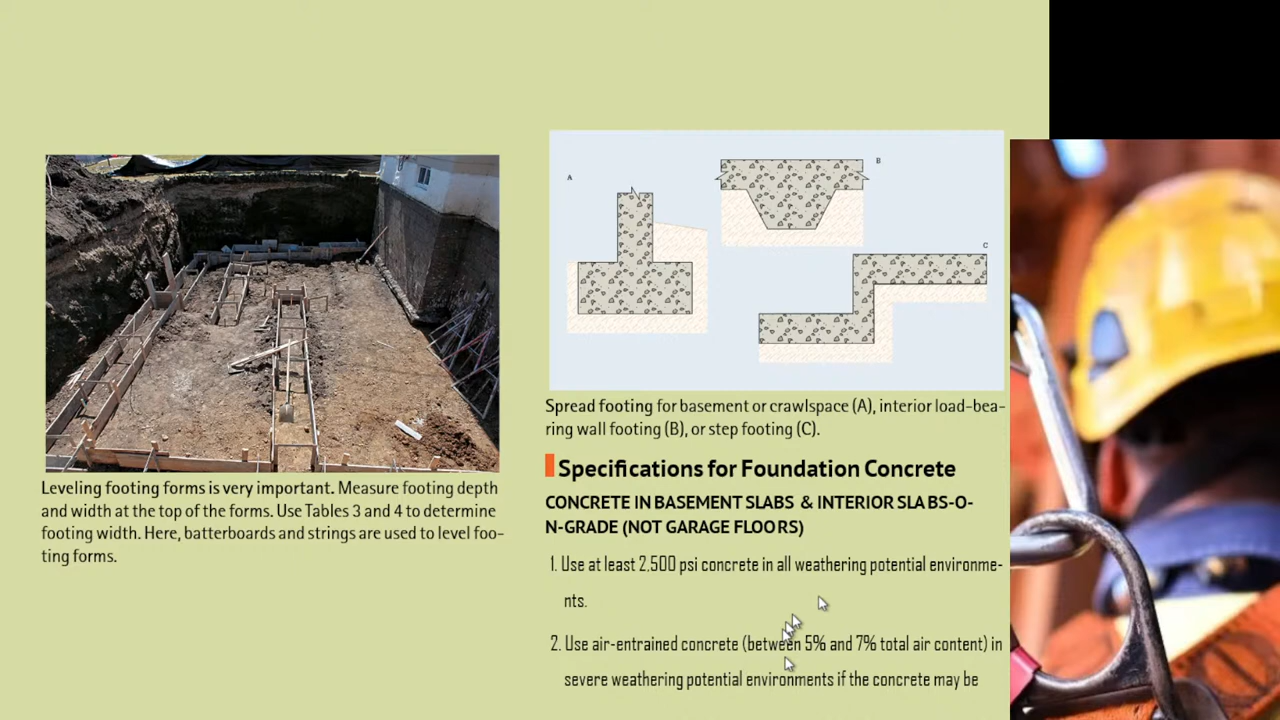 Leveling footing forms is very important. Measure footing depth
and width at the top of the forms. Use Tables 3 and 4 to determine
footing width. Here, batterboards and strings are used to level foo-
ting forms.
A
B
C
Spread footing for basement or crawlspace (A), interior load-bea-
ring wall footing (B), or step footing (C).
Specifications for Foundation Concrete
CONCRETE IN BASEMENT SLABS & INTERIOR SLABS-O-
N-GRADE (NOT GARAGE FLOORS)
1. Use at least 2,500 psi concrete in all weathering potential environme-
nts.
2. Use air-entrained concrete (between 5% and 7% total air content) in
severe weathering potential environments if the concrete may be